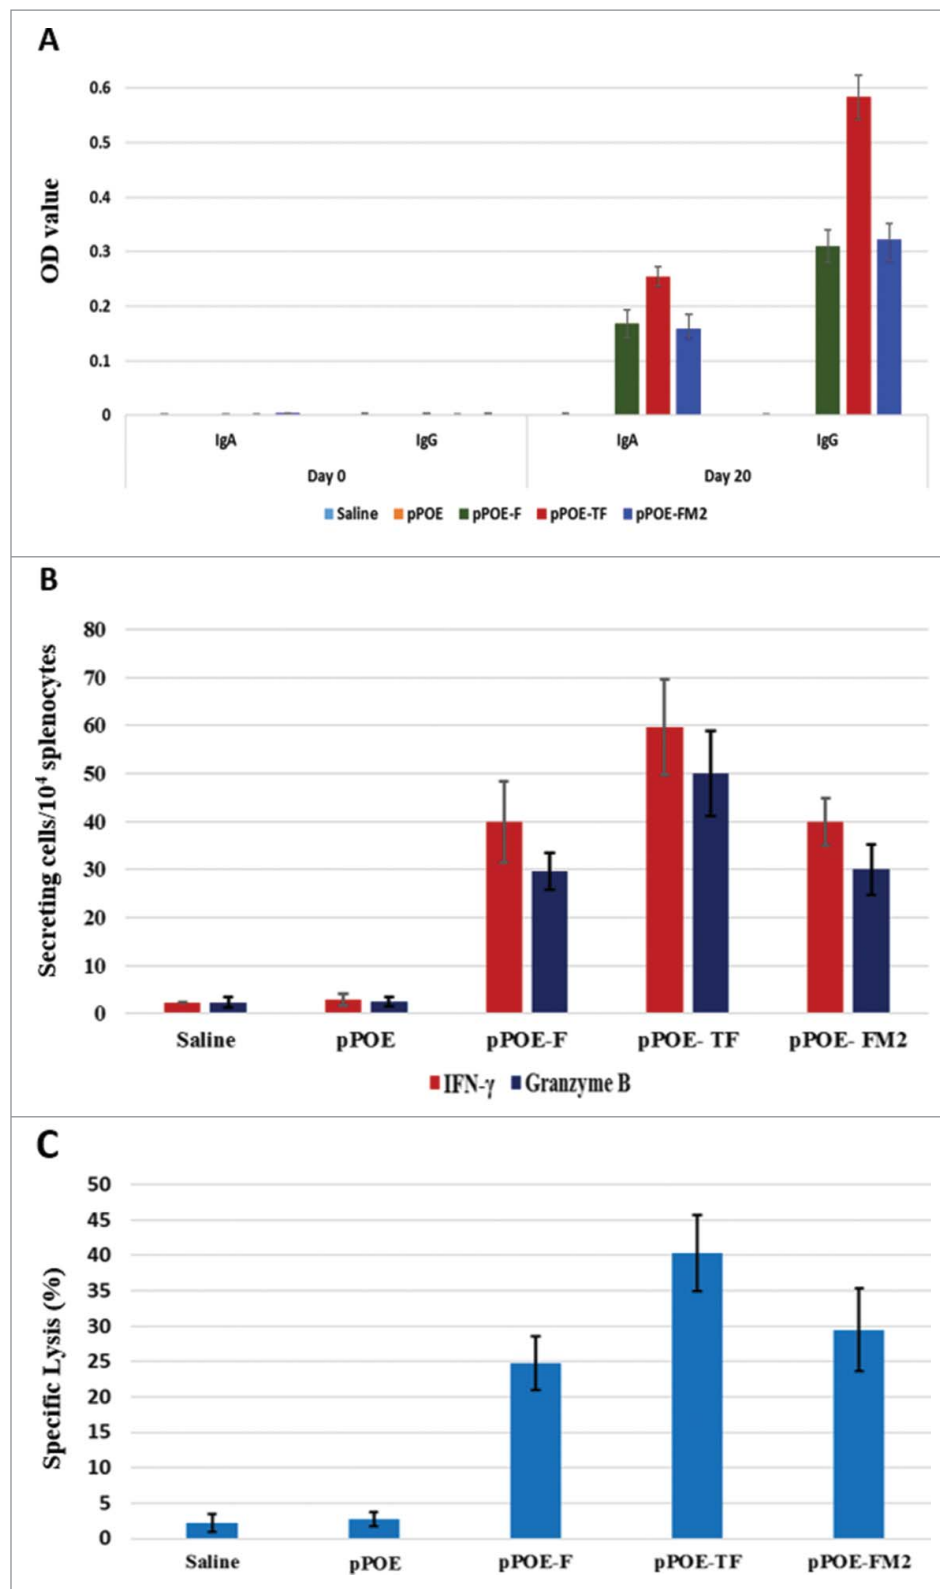 A
OD value
0.6
0.5
0.4
0.3
0.2
0.1
0
IgA IgG IgA IgG
Day 0 Day 20
Saline pPOE pPOE-F pPOE-TF pPOE-FM2
B
Secreting cells/10⁴ splenocytes
80
70
60
50
40
30
20
10
0
Saline pPOE pPOE-F pPOE- TF pPOE- FM2
IFN-γ Granzyme B
C
Specific Lysis (%)
50
45
40
35
30
25
20
15
10
5
0
Saline pPOE pPOE-F pPOE-TF pPOE-FM2